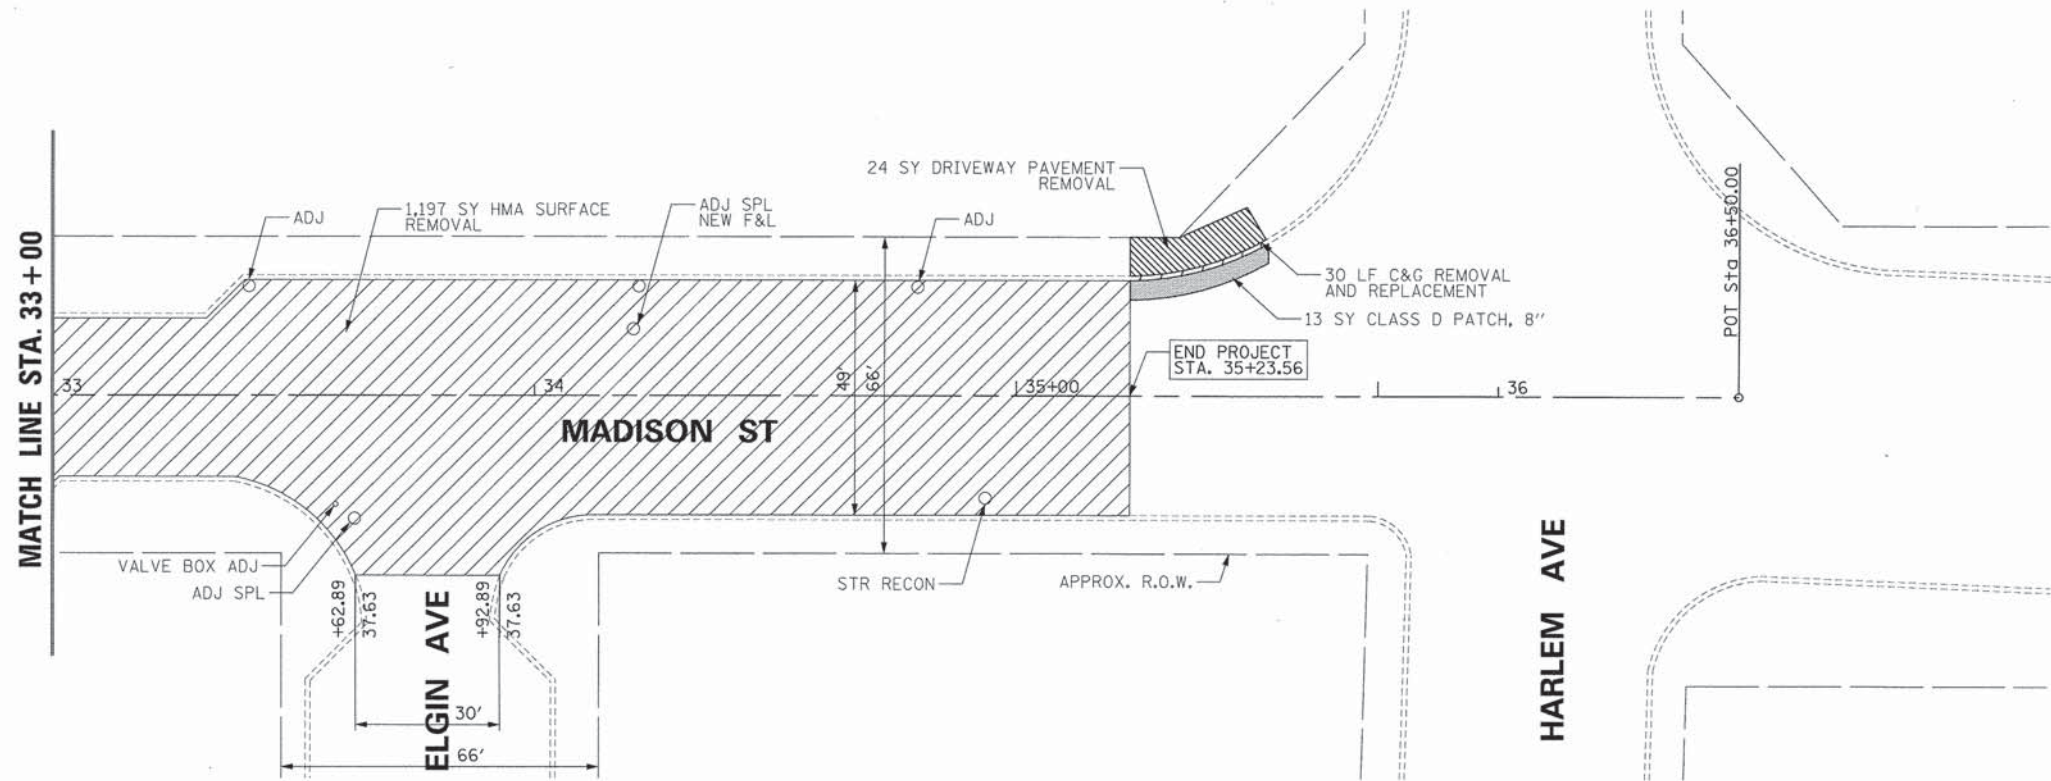 24 SY DRIVEWAY PAVEMENT
REMOVAL
ADJ
1,197 SY HMA SURFACE
REMOVAL
ADJ SPL
NEW F&L
ADJ
POT Sta 36+50.00
MATCH LINE STA. 33+00
30 LF C&G REMOVAL
AND REPLACEMENT
13 SY CLASS D PATCH, 8"
END PROJECT
STA. 35+23.56
33
34
49'
66'
35+00
36
MADISON ST
VALVE BOX ADJ
ADJ SPL
STR RECON
APPROX. R.O.W.
+62.89
37.63
+92.89
37.63
ELGIN AVE
HARLEM AVE
30'
66'